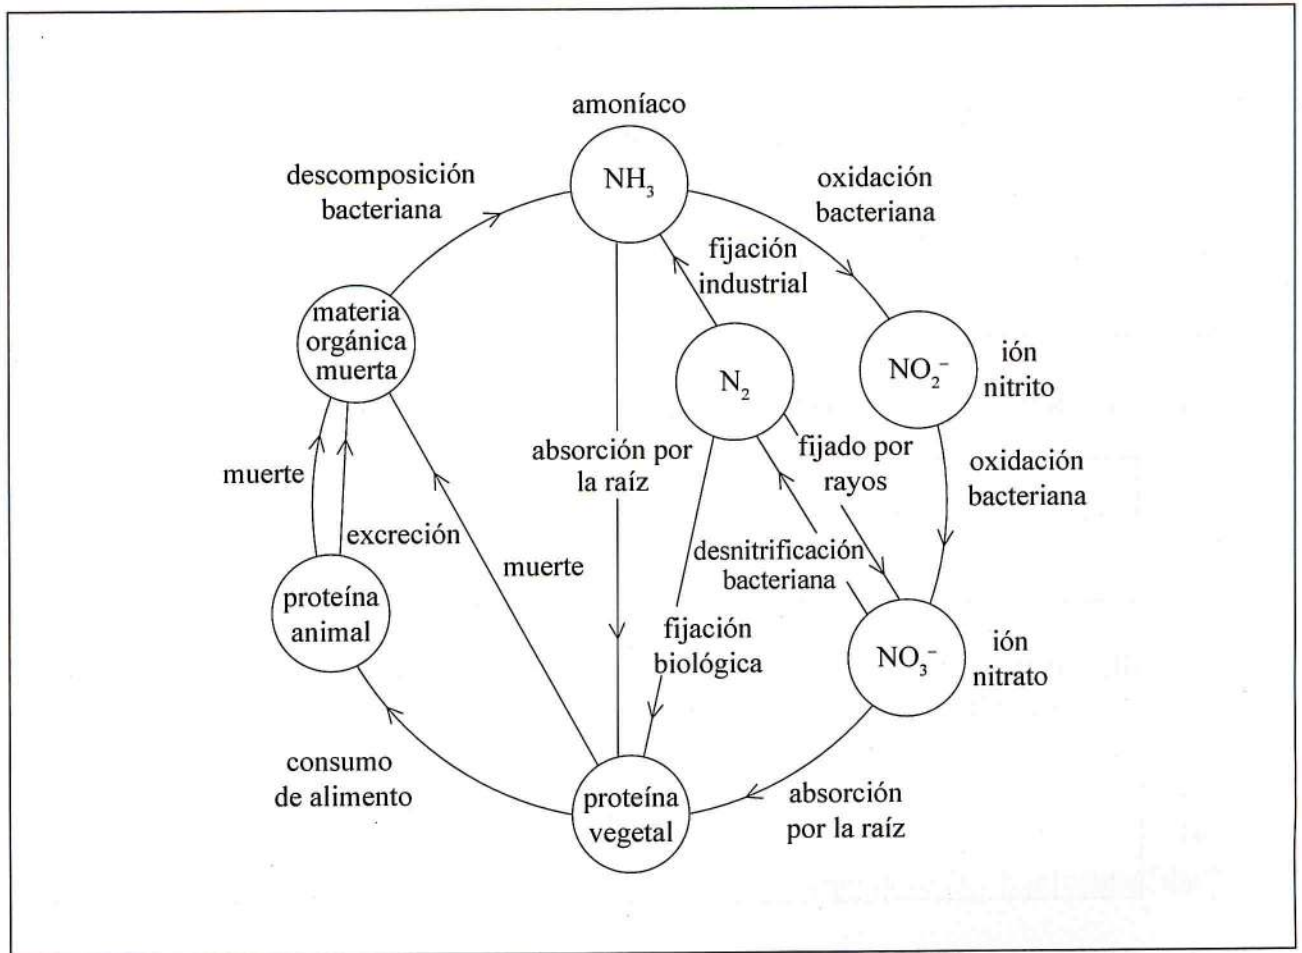 amoníaco
NH₃
descomposición
bacteriana
oxidación
bacteriana
fijación
industrial
materia
orgánica
muerta
N₂
NO₂⁻
ión
nitrito
absorción por
la raíz
fijado por
rayos
oxidación
bacteriana
muerte
excreción
muerte
desnitrificación
bacteriana
proteína
animal
fijación
biológica
NO₃⁻
ión
nitrato
consumo
de alimento
proteína
vegetal
absorción
por la raíz